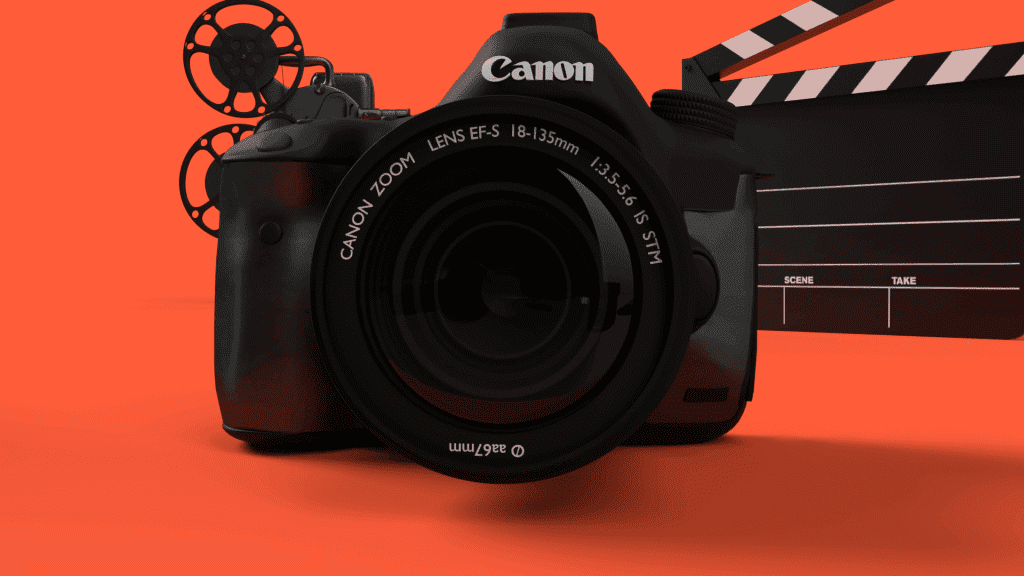 Canon
CANON ZOOM LENS EF-S 18-135mm 1:3.5-5.6 IS STM
SCENE
TAKE
Ø aa67mm